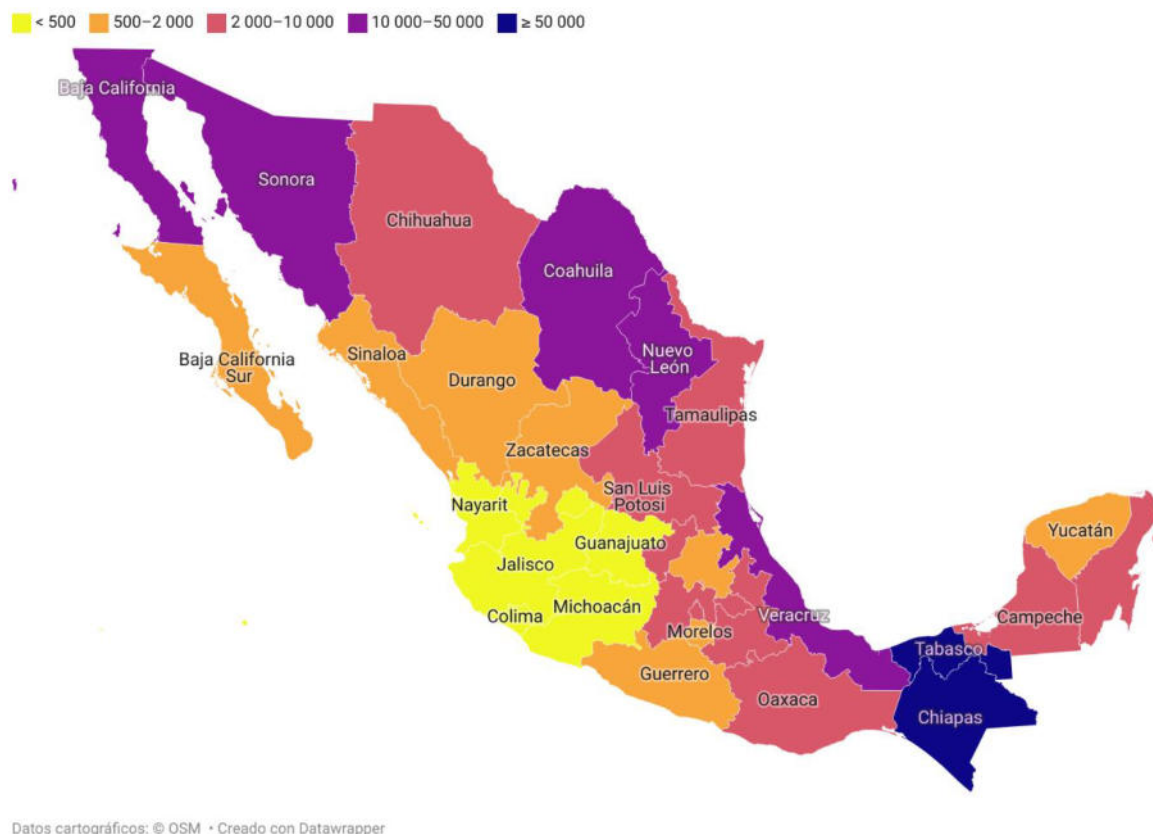 < 500 500–2 000 2 000–10 000 10 000–50 000 ≥ 50 000
Baja California
Sonora
Chihuahua
Coahuila
Nuevo
León
Baja California
Sur
Sinaloa
Durango
Tamaulipas
Zacatecas
San Luis
Potosí
Nayarit
Guanajuato
Jalisco
Yucatán
Michoacán
Colima
Morelos
Veracruz
Campeche
Tabasco
Guerrero
Oaxaca
Chiapas
Datos cartográficos: © OSM • Creado con Datawrapper